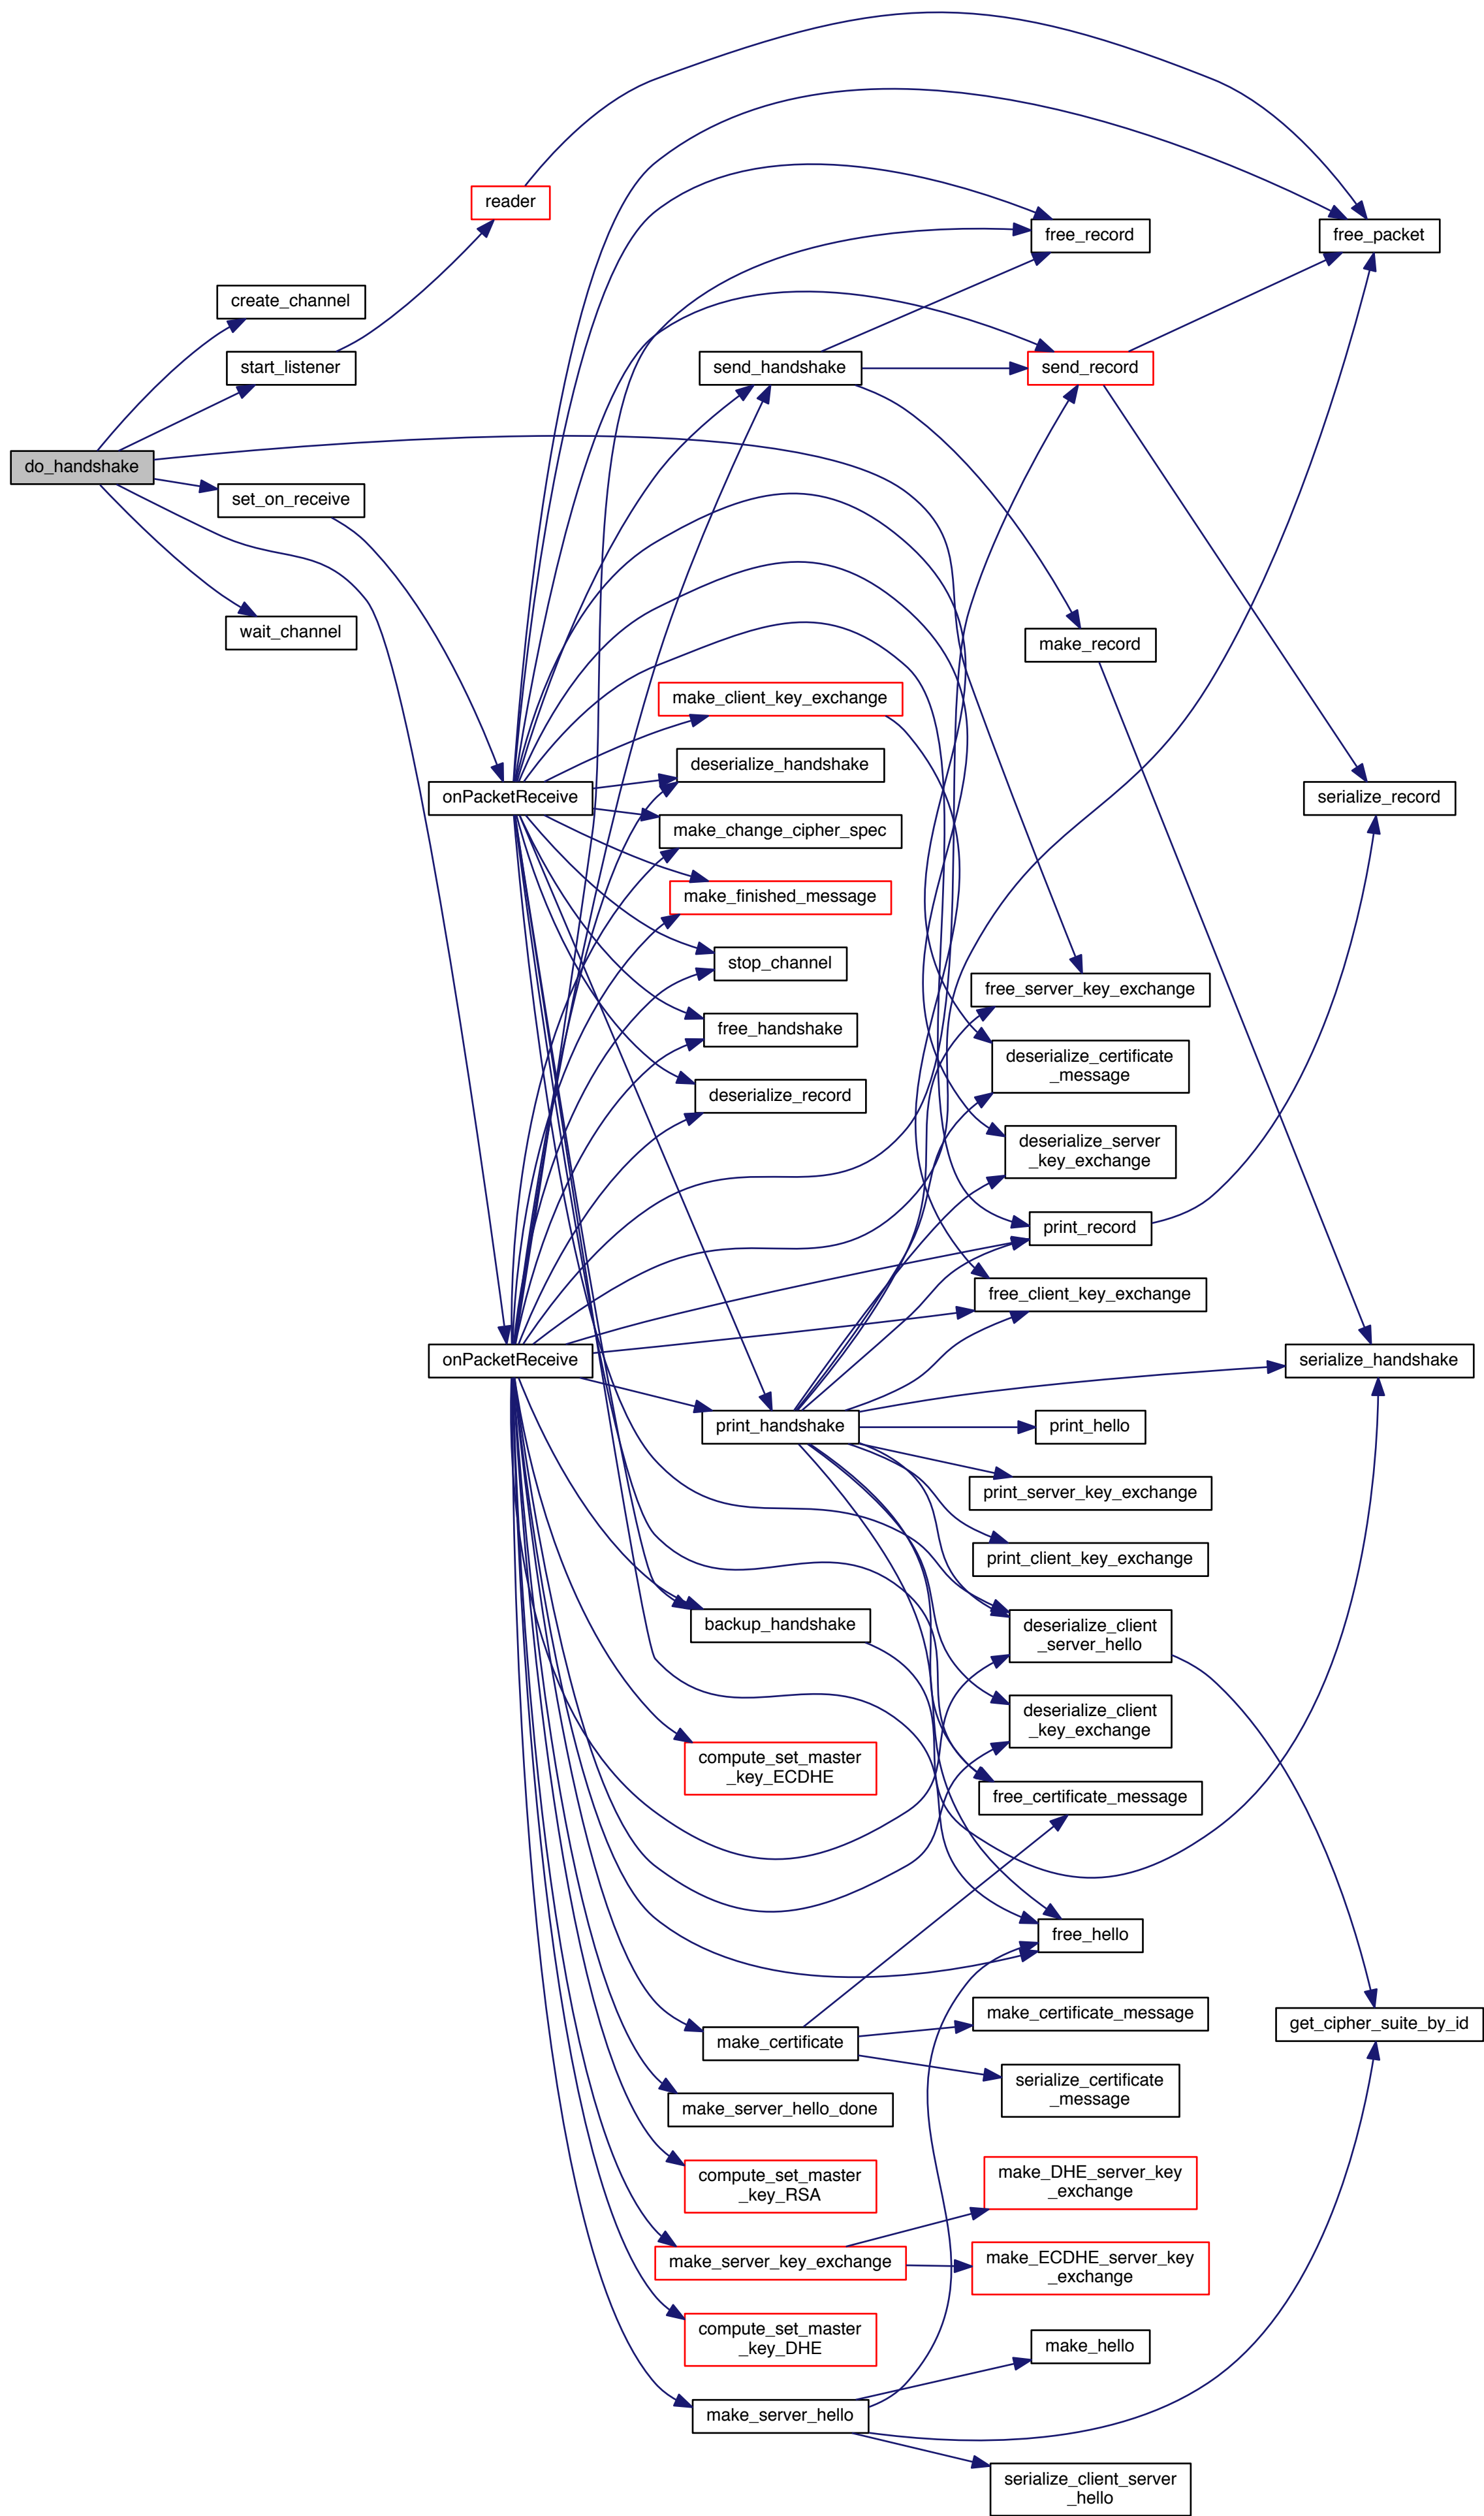 reader
free_record
free_packet
create_channel
start_listener
send_handshake
send_record
do_handshake
set_on_receive
wait_channel
make_record
make_client_key_exchange
deserialize_handshake
onPacketReceive
serialize_record
make_change_cipher_spec
make_finished_message
stop_channel
free_server_key_exchange
free_handshake
deserialize_certificate
_message
deserialize_record
deserialize_server
_key_exchange
print_record
free_client_key_exchange
onPacketReceive
serialize_handshake
print_handshake
print_hello
print_server_key_exchange
print_client_key_exchange
backup_handshake
deserialize_client
_server_hello
deserialize_client
_key_exchange
compute_set_master
_key_ECDHE
free_certificate_message
free_hello
make_certificate_message
get_cipher_suite_by_id
make_certificate
serialize_certificate
_message
make_server_hello_done
compute_set_master
_key_RSA
make_DHE_server_key
_exchange
make_server_key_exchange
make_ECDHE_server_key
_exchange
compute_set_master
_key_DHE
make_hello
make_server_hello
serialize_client_server
_hello